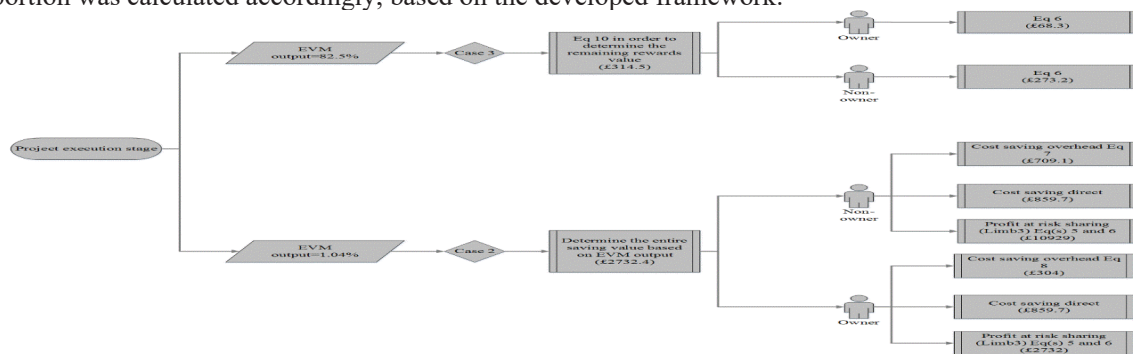 portion was calculated accordingly, based on the developed framework.
Project execution stage
EVM
output=82.5%
Case 3
Eq 10 in order to
determine the
remaining rewards
value
(£314.5)
Owner
Eq 6
(£68.3)
Non-
owner
Eq 6
(£273.2)
EVM
output=1.04%
Case 2
Determine the entire
saving value based
on EVM output
(£2732.4)
Non-
owner
Cost saving overhead Eq
7
(£709.1)
Cost saving direct
(£859.7)
Profit at risk sharing
(Limb3) Eq(s) 5 and 6
(£10929)
Owner
Cost saving overhead Eq
8
(£304)
Cost saving direct
(£859.7)
Profit at risk sharing
(Limb3) Eq(s) 5 and 6
(£2732)